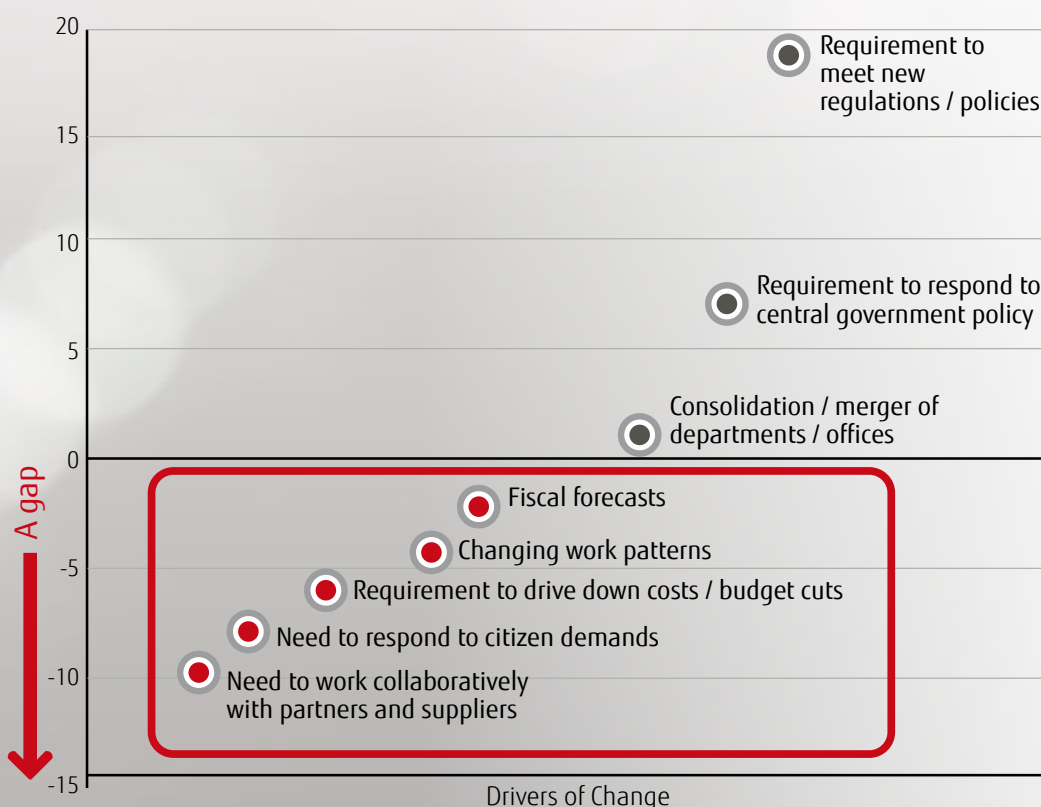 20
Requirement to
meet new
regulations / policies
15
10
Requirement to respond to
central government policy
5
Consolidation / merger of
departments / offices
0
A gap
Fiscal forecasts
Changing work patterns
-5
Requirement to drive down costs / budget cuts
Need to respond to citizen demands
-10
Need to work collaboratively
with partners and suppliers
-15
Drivers of Change